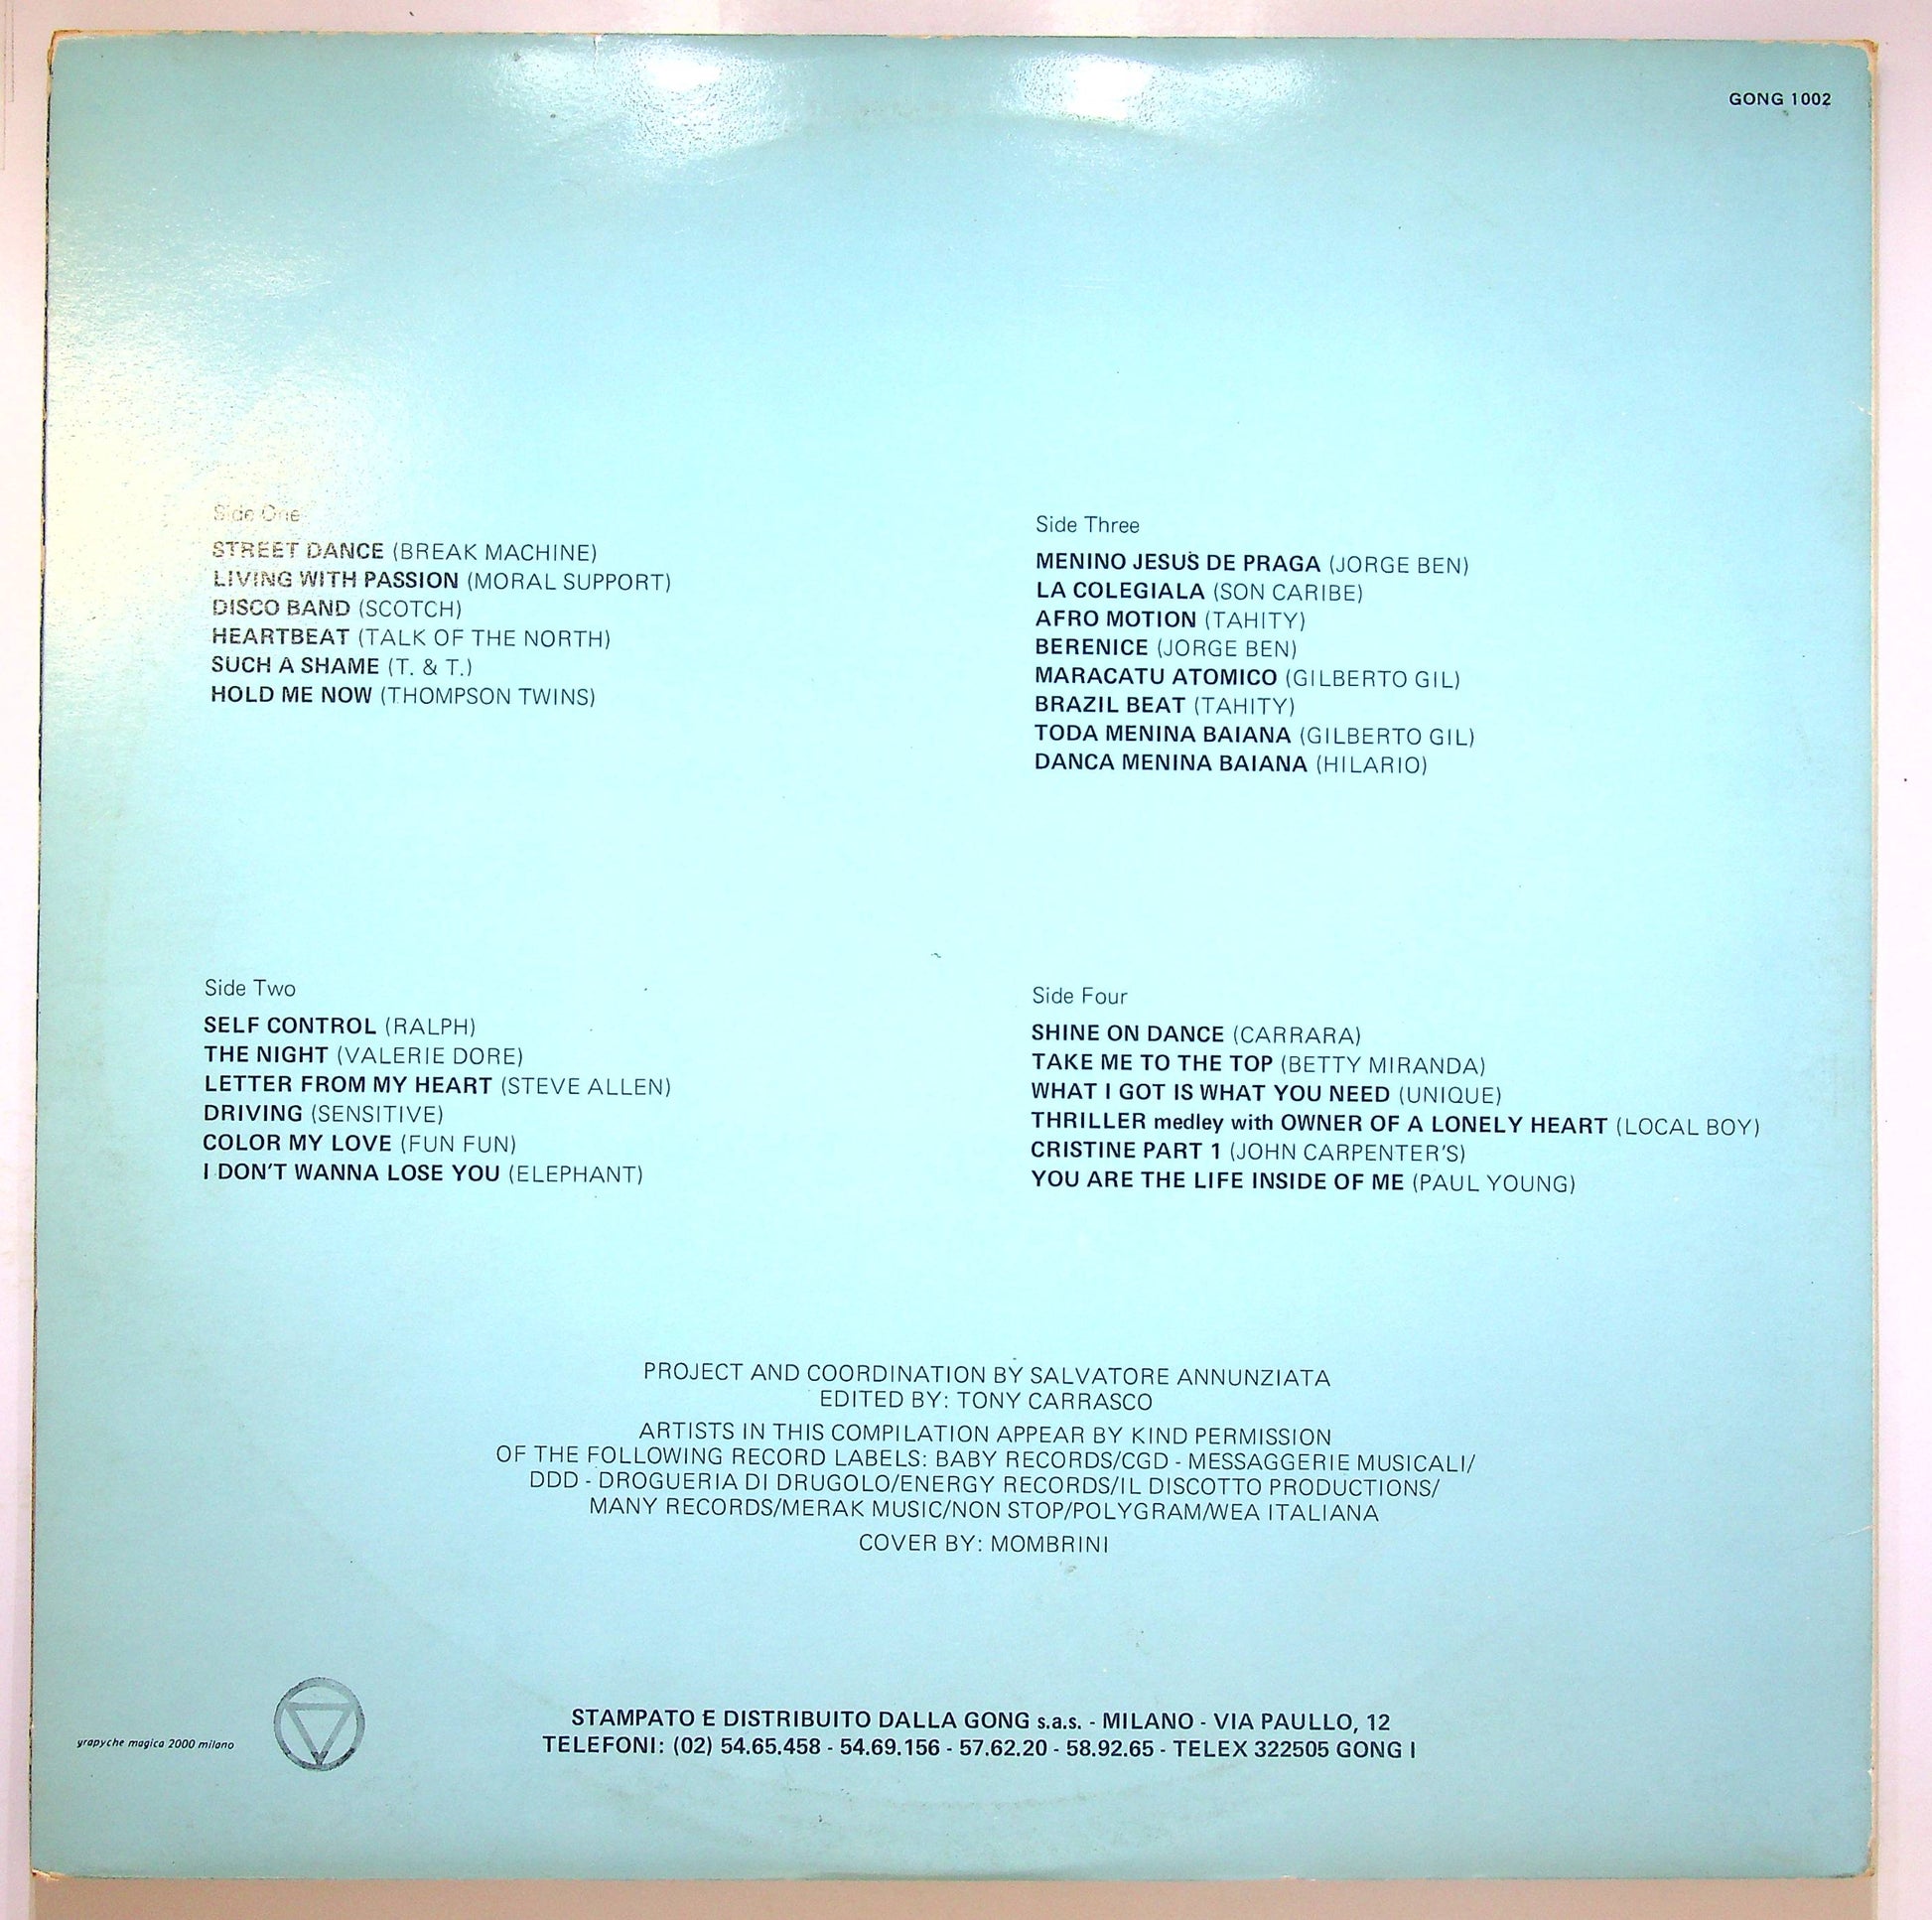 GONG 1002
Side One
STREET DANCE (BREAK MACHINE)
LIVING WITH PASSION (MORAL SUPPORT)
DISCO BAND (SCOTCH)
HEARTBEAT (TALK OF THE NORTH)
SUCH A SHAME (T. & T.)
HOLD ME NOW (THOMPSON TWINS)
Side Two
SELF CONTROL (RALPH)
THE NIGHT (VALERIE DORE)
LETTER FROM MY HEART (STEVE ALLEN)
DRIVING (SENSITIVE)
COLOR MY LOVE (FUN FUN)
I DON'T WANNA LOSE YOU (ELEPHANT)
Side Three
MENINO JESUS DE PRAGA (JORGE BEN)
LA COLEGIALA (SON CARIBE)
AFRO MOTION (TAHITY)
BERENICE (JORGE BEN)
MARACATU ATOMICO (GILBERTO GIL)
BRAZIL BEAT (TAHITY)
TODA MENINA BAIANA (GILBERTO GIL)
DANCA MENINA BAIANA (HILARIO)
Side Four
SHINE ON DANCE (CARRARA)
TAKE ME TO THE TOP (BETTY MIRANDA)
WHAT I GOT IS WHAT YOU NEED (UNIQUE)
THRILLER medley with OWNER OF A LONELY HEART (LOCAL BOY)
CRISTINE PART 1 (JOHN CARPENTER'S)
YOU ARE THE LIFE INSIDE OF ME (PAUL YOUNG)
PROJECT AND COORDINATION BY SALVATORE ANNUNZIATA
EDITED BY: TONY CARRASCO
ARTISTS IN THIS COMPILATION APPEAR BY KIND PERMISSION
OF THE FOLLOWING RECORD LABELS: BABY RECORDS/CGD - MESSAGGERIE MUSICALI/
DDD - DROGUERIA DI DRUGOLO/ENERGY RECORDS/IL DISCOTTO PRODUCTIONS/
MANY RECORDS/MERAK MUSIC/NON STOP/POLYGRAM/WEA ITALIANA
COVER BY: MOMBRINI
grapyche magica 2000 milano
STAMPATO E DISTRIBUITO DALLA GONG s.a.s. - MILANO - VIA PAULLO, 12
TELEFONI: (02) 54.65.458 - 54.69.156 - 57.62.20 - 58.92.65 - TELEX 322505 GONG I